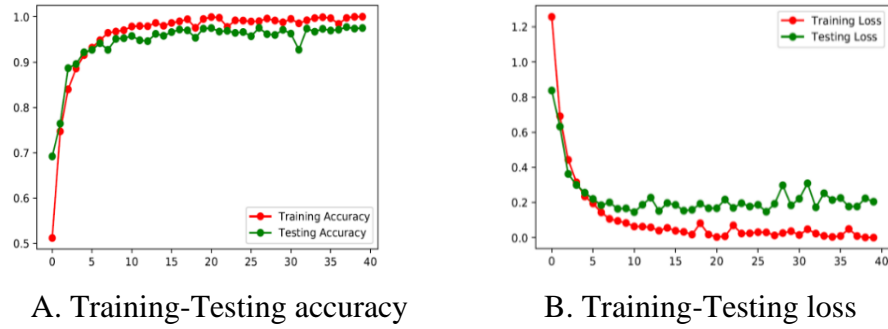 1.0
0.9
0.8
0.7
0.6
0.5
0 5 10 15 20 25 30 35 40
Training Accuracy
Testing Accuracy
A. Training-Testing accuracy
1.2
1.0
0.8
0.6
0.4
0.2
0.0
0 5 10 15 20 25 30 35 40
Training Loss
Testing Loss
B. Training-Testing loss